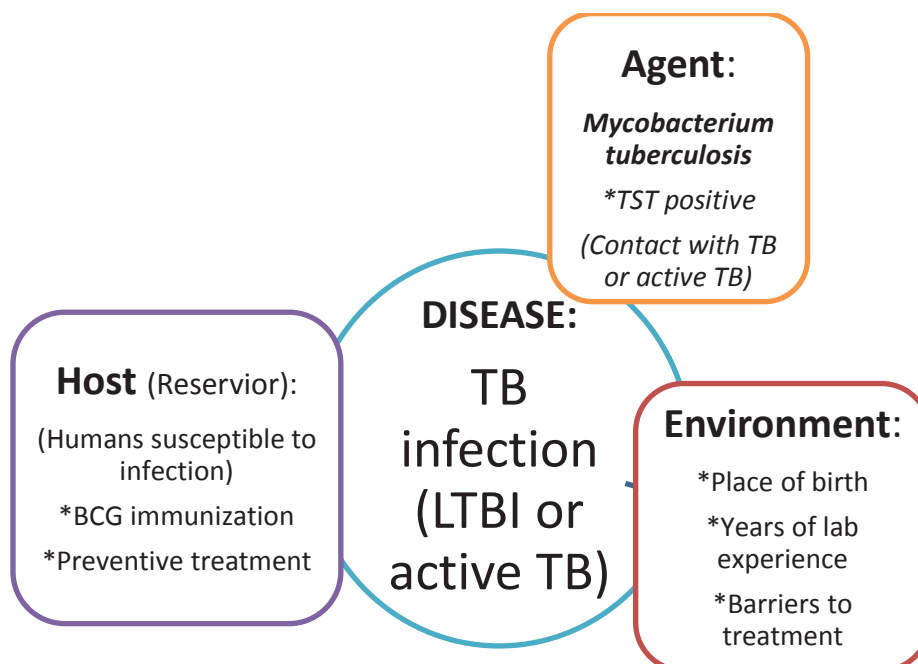 Agent:
Mycobacterium
tuberculosis
*TST positive
(Contact with TB
or active TB)
DISEASE:
TB
infection
(LTBI or
active TB)
Host (Reservior):
(Humans susceptible to
infection)
*BCG immunization
*Preventive treatment
Environment:
*Place of birth
*Years of lab
experience
*Barriers to
treatment